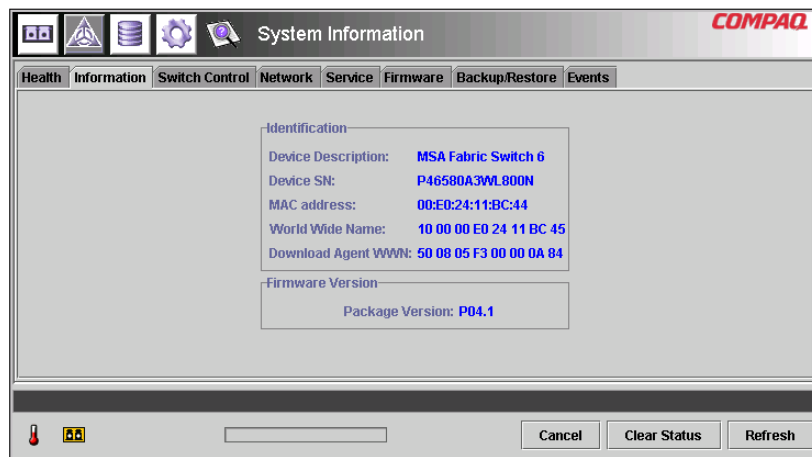 System Information
COMPAQ
Health Information Switch Control Network Service Firmware Backup/Restore Events
Identification
Device Description: MSA Fabric Switch 6
Device SN: P46580A3WL800N
MAC address: 00:E0:24:11:BC:44
World Wide Name: 10 00 00 E0 24 11 BC 45
Download Agent WWN: 50 08 05 F3 00 00 0A 84
Firmware Version
Package Version: P04.1
Cancel Clear Status Refresh